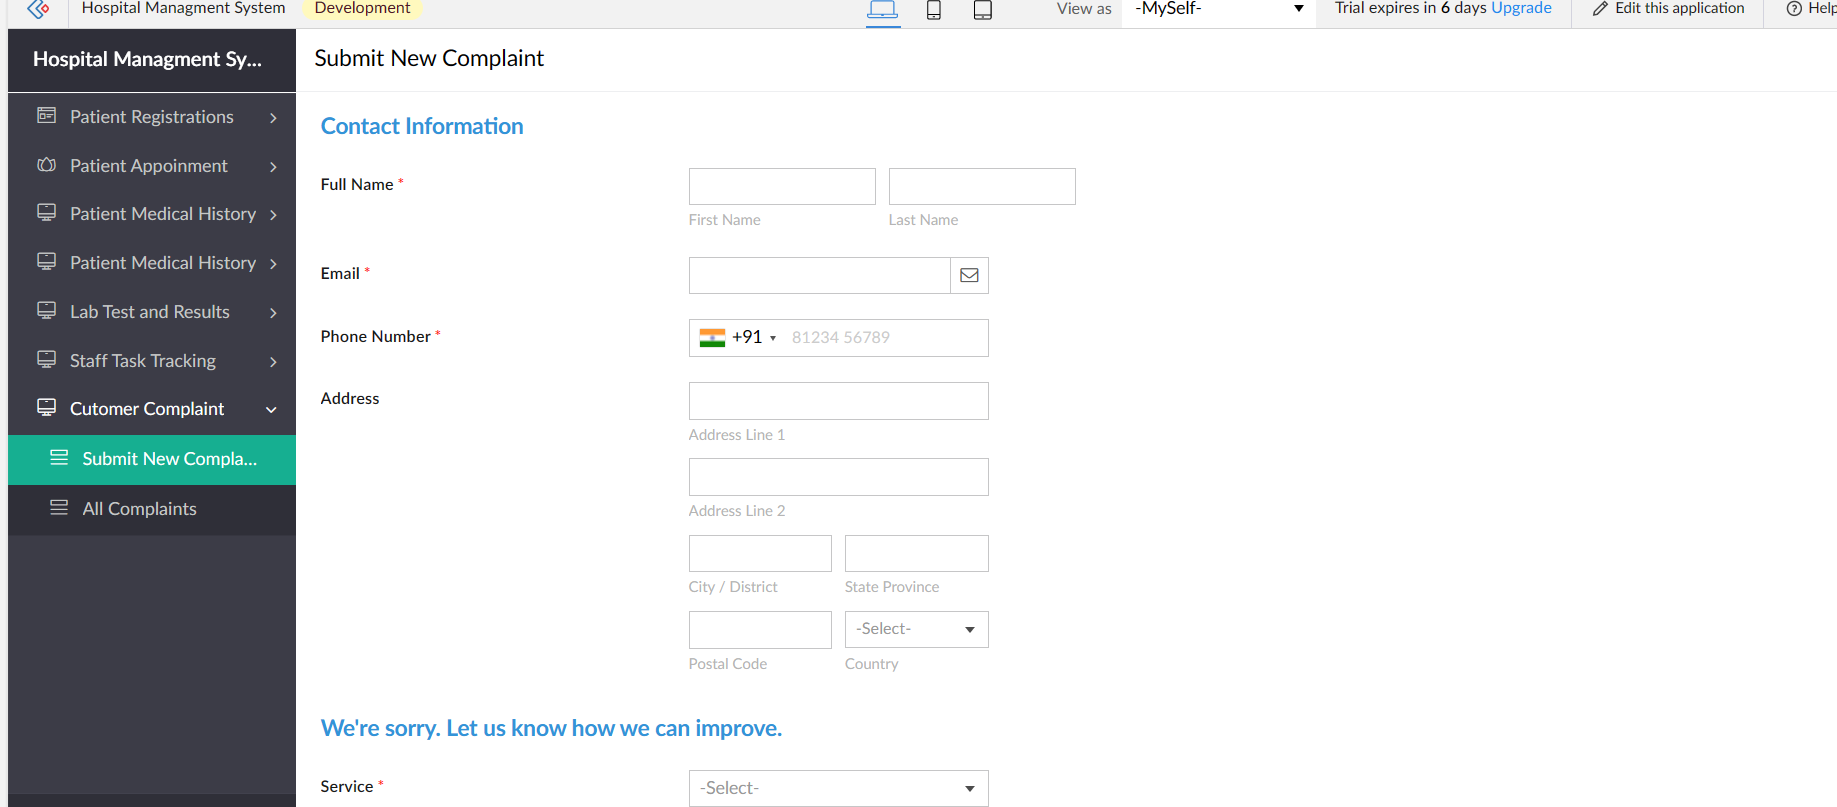 Hospital Managment System Development View as -MySelf- Trial expires in 6 days Upgrade Edit this application Help
Hospital Managment Sy...
Submit New Complaint
Patient Registrations
Patient Appoinment
Patient Medical History
Patient Medical History
Lab Test and Results
Staff Task Tracking
Cutomer Complaint
Submit New Compla...
All Complaints
Contact Information
Full Name *
First Name Last Name
Email *
Phone Number * +91 81234 56789
Address
Address Line 1
Address Line 2
City / District State Province
-Select-
Postal Code Country
We're sorry. Let us know how we can improve.
Service * -Select-